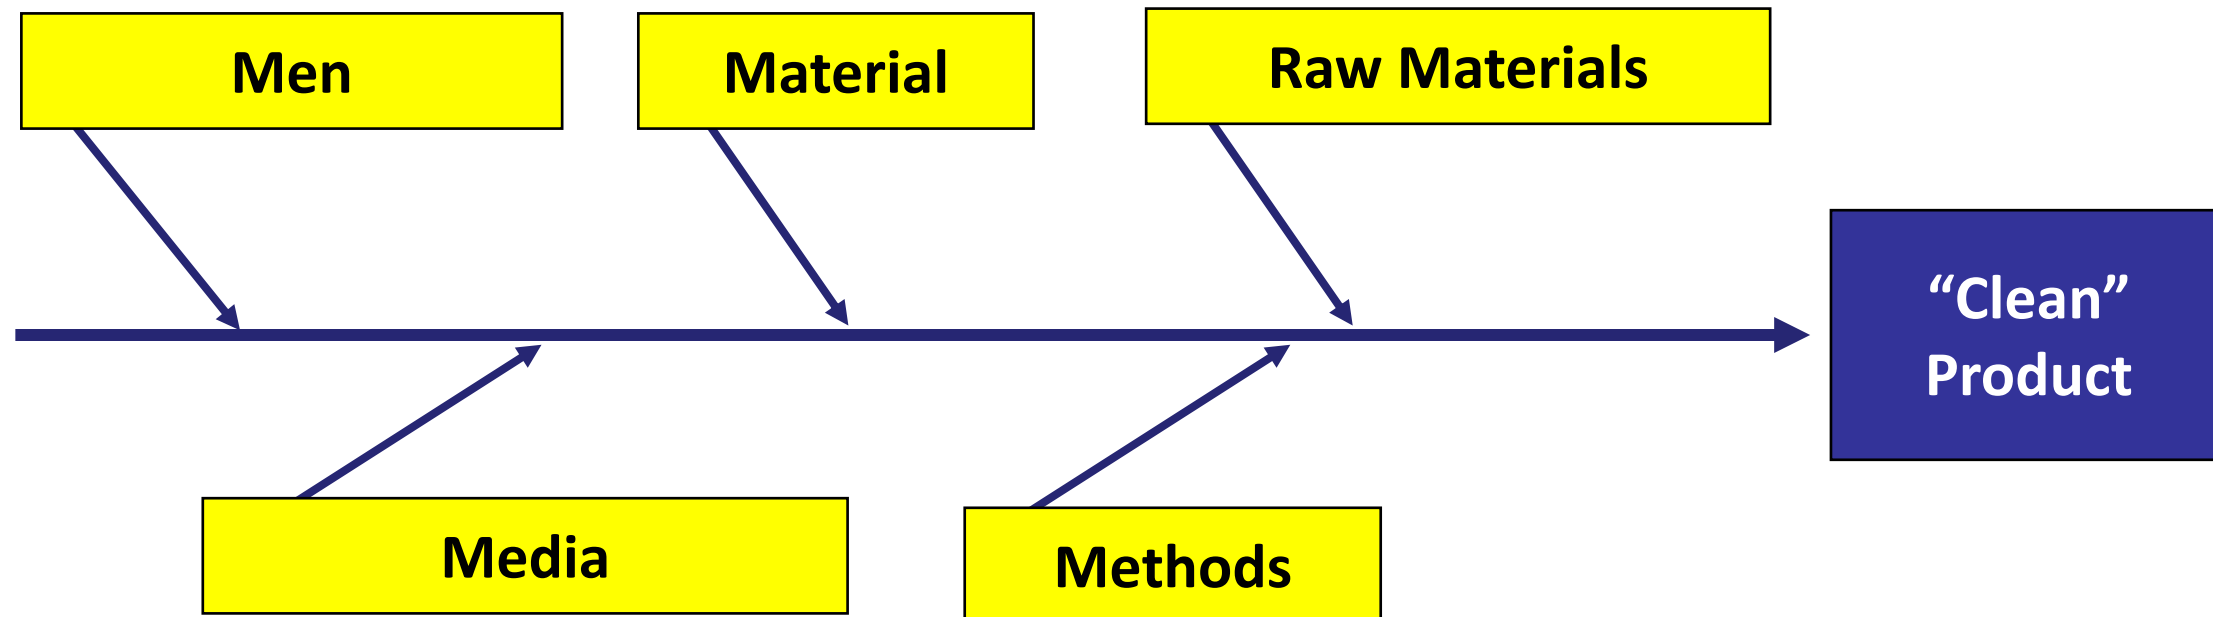 Men
Material
Raw Materials
“Clean”
Product
Media
Methods